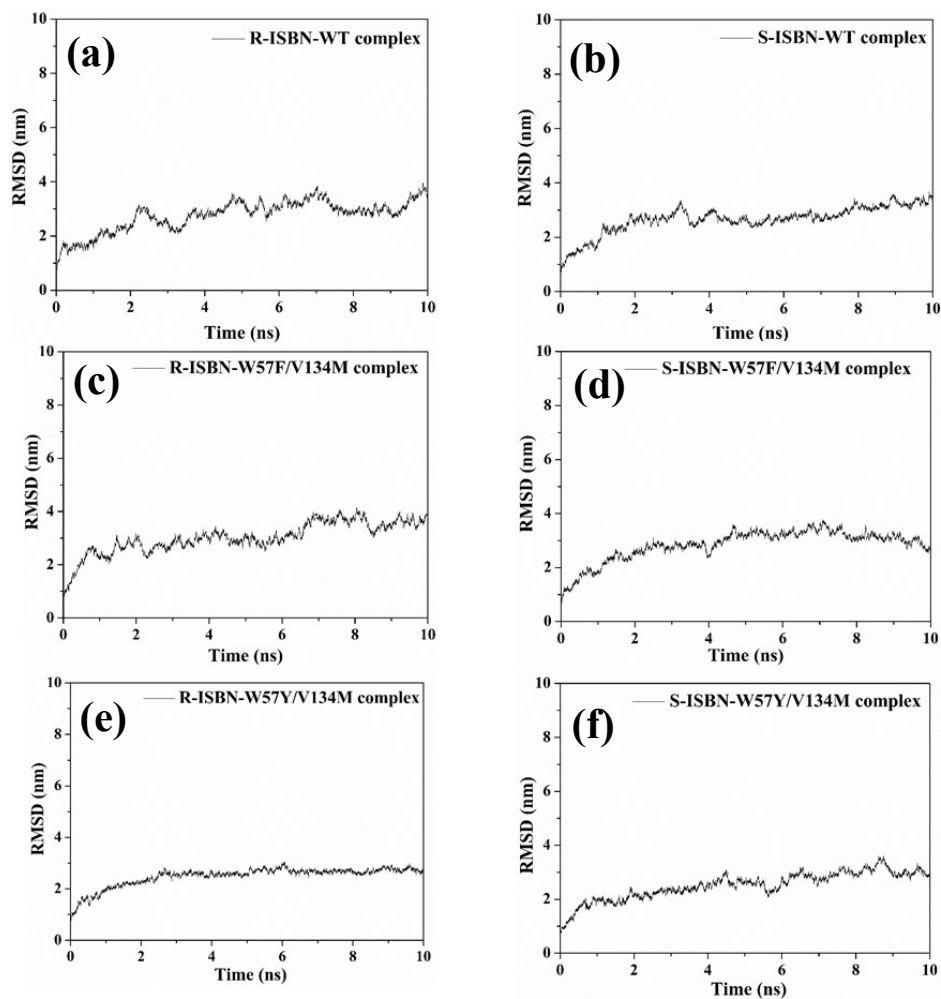 (a)
R-ISBN-WT complex
RMSD (nm)
10
8
6
4
2
0
0 2 4 6 8 10
Time (ns)
(b)
S-ISBN-WT complex
RMSD (nm)
10
8
6
4
2
0
0 2 4 6 8 10
Time (ns)
(c)
R-ISBN-W57F/V134M complex
RMSD (nm)
10
8
6
4
2
0
0 2 4 6 8 10
Time (ns)
(d)
S-ISBN-W57F/V134M complex
RMSD (nm)
10
8
6
4
2
0
0 2 4 6 8 10
Time (ns)
(e)
R-ISBN-W57Y/V134M complex
RMSD (nm)
10
8
6
4
2
0
0 2 4 6 8 10
Time (ns)
(f)
S-ISBN-W57Y/V134M complex
RMSD (nm)
10
8
6
4
2
0
0 2 4 6 8 10
Time (ns)